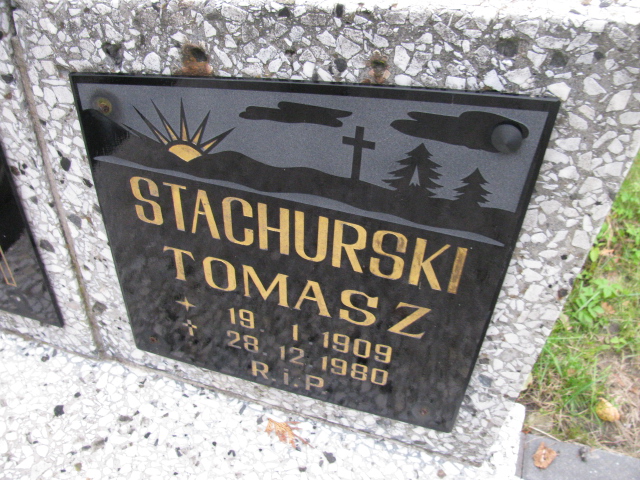 STACHURSKI
TOMASZ
19. 1. 1909
28.12.1980
R.i.P